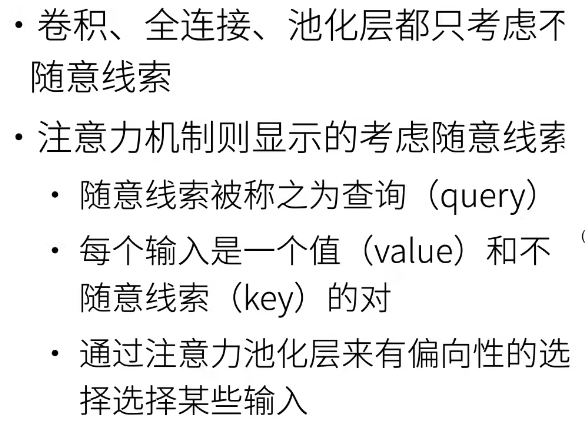 • 卷积、全连接、池化层都只考虑不
随意线索
• 注意力机制则显示的考虑随意线索
• 随意线索被称之为查询（query）
• 每个输入是一个值（value）和不
随意线索（key）的对
• 通过注意力池化层来有偏向性的选
择选择某些输入